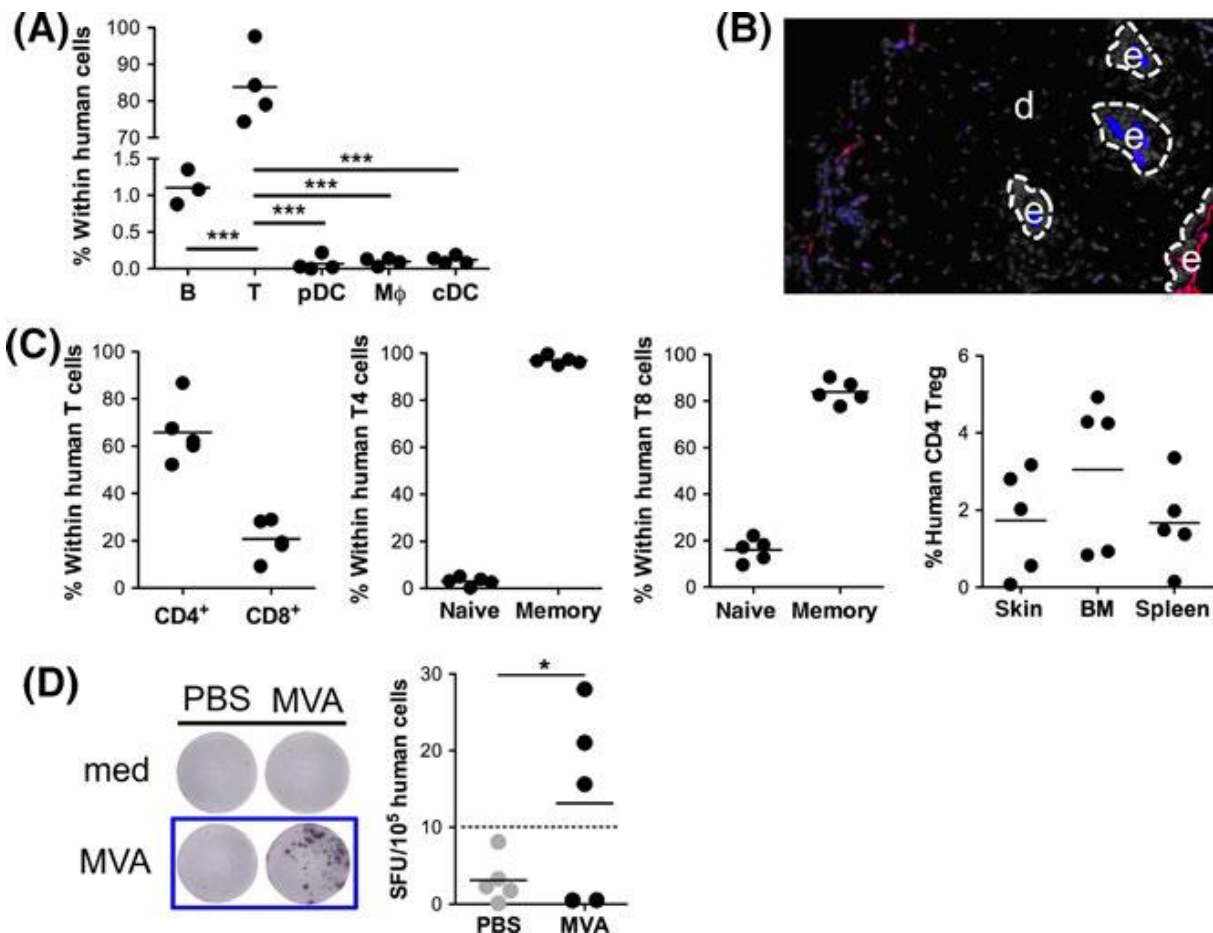 (A)
% Within human cells
100
90
80
70
1.5
1.0
0.5
0.0
***
***
***
***
B T pDC Mφ cDC
(B)
d
e
e
e
e
(C)
% Within human T cells
100
80
60
40
20
0
CD4+ CD8+
% Within human T4 cells
100
80
60
40
20
0
Naive Memory
% Within human T8 cells
100
80
60
40
20
0
Naive Memory
% Human CD4 Treg
6
4
2
0
Skin BM Spleen
(D)
PBS MVA
med
MVA
SFU/10⁵ human cells
30
20
10
0
*
PBS MVA